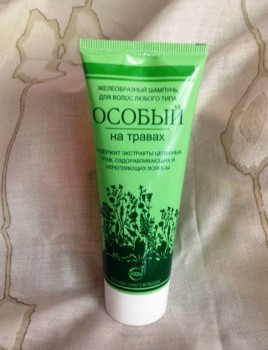 ЖЕЛЕОБРАЗНЫЙ ШАМПУНЬ
ДЛЯ ВОЛОС ЛЮБОГО ТИПА
ОСОБЫЙ
на травах
СОДЕРЖИТ ЭКСТРАКТЫ ЦЕЛЕБНЫХ
ТРАВ, ОЗДОРАВЛИВАЮЩИХ И
УКРЕПЛЯЮЩИХ ВОЛОСЫ